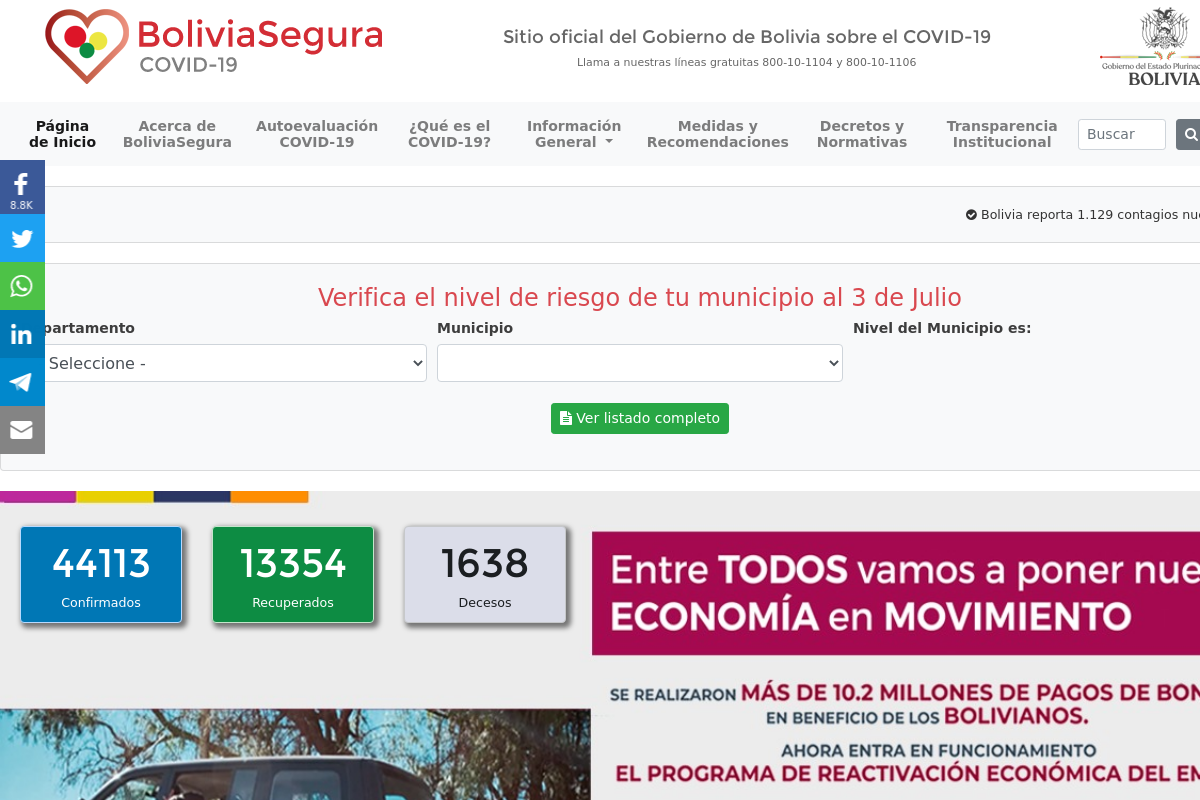 BoliviaSegura
COVID-19
Sitio oficial del Gobierno de Bolivia sobre el COVID-19
Llama a nuestras líneas gratuitas 800-10-1104 y 800-10-1106
Gobierno del Estado
BOLIVIA
Página
de Inicio
Acerca de
BoliviaSegura
Autoevaluación
COVID-19
¿Qué es el
COVID-19?
Información
General
Medidas y
Recomendaciones
Decretos y
Normativas
Transparencia
Institucional
Buscar
8.8K
Bolivia reporta 1.129 contagios
Verifica el nivel de riesgo de tu municipio al 3 de Julio
partamento
Municipio
Nivel del Municipio es:
Seleccione -
Ver listado completo
44113
Confirmados
13354
Recuperados
1638
Decesos
Entre TODOS vamos a poner
ECONOMÍA en MOVIMIENTO
SE REALIZARON MÁS DE 10.2 MILLONES DE PAGOS DE
EN BENEFICIO DE LOS BOLIVIANOS.
AHORA ENTRA EN FUNCIONAMIENTO
EL PROGRAMA DE REACTIVACIÓN ECONÓMICA DEL